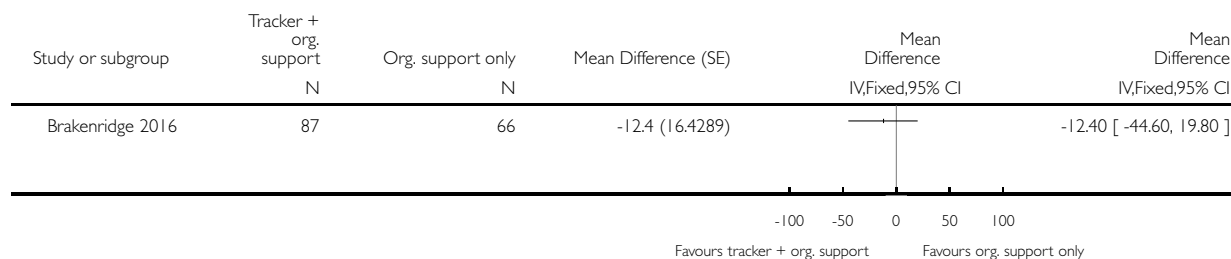 Study or subgroup
Tracker +
org.
support
Org. support only
Mean Difference (SE)
Mean
Difference
Mean
Difference
N
N
IV,Fixed,95% CI
IV,Fixed,95% CI
Brakenridge 2016 87 66 -12.4 (16.4289) -12.40 [ -44.60, 19.80 ]
-100 -50 0 50 100
Favours tracker + org. support Favours org. support only